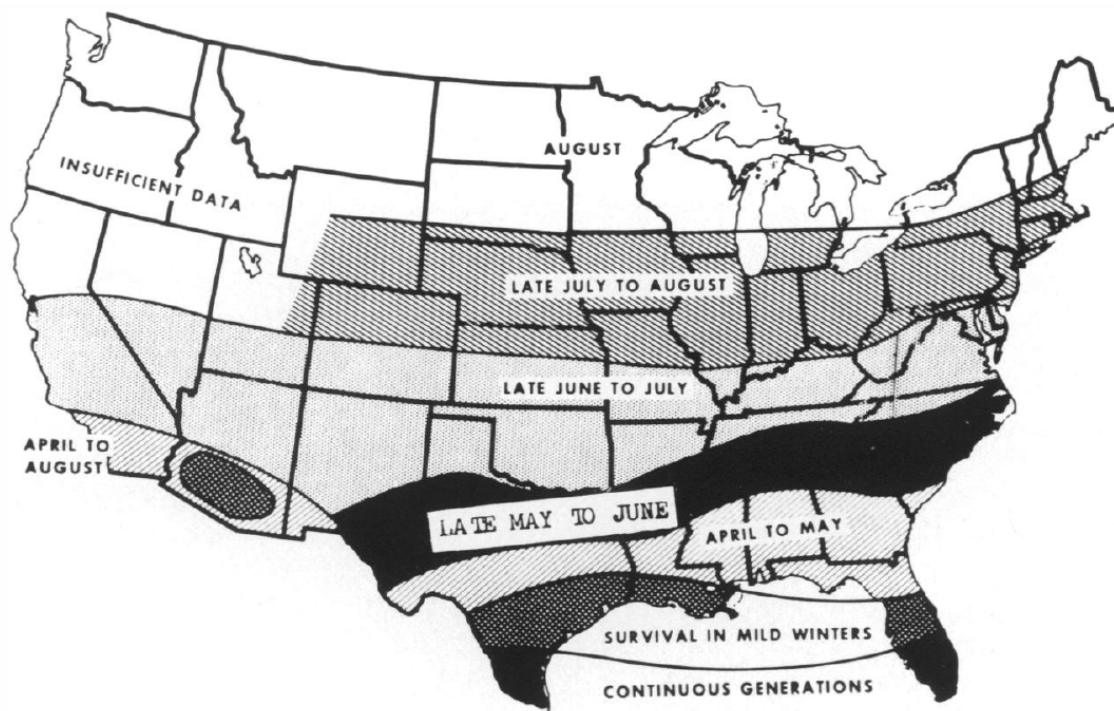 AUGUST
INSUFFICIENT DATA
LATE JULY TO AUGUST
LATE JUNE TO JULY
APRIL TO
AUGUST
LATE MAY TO JUNE
APRIL TO MAY
SURVIVAL IN MILD WINTERS
CONTINUOUS GENERATIONS